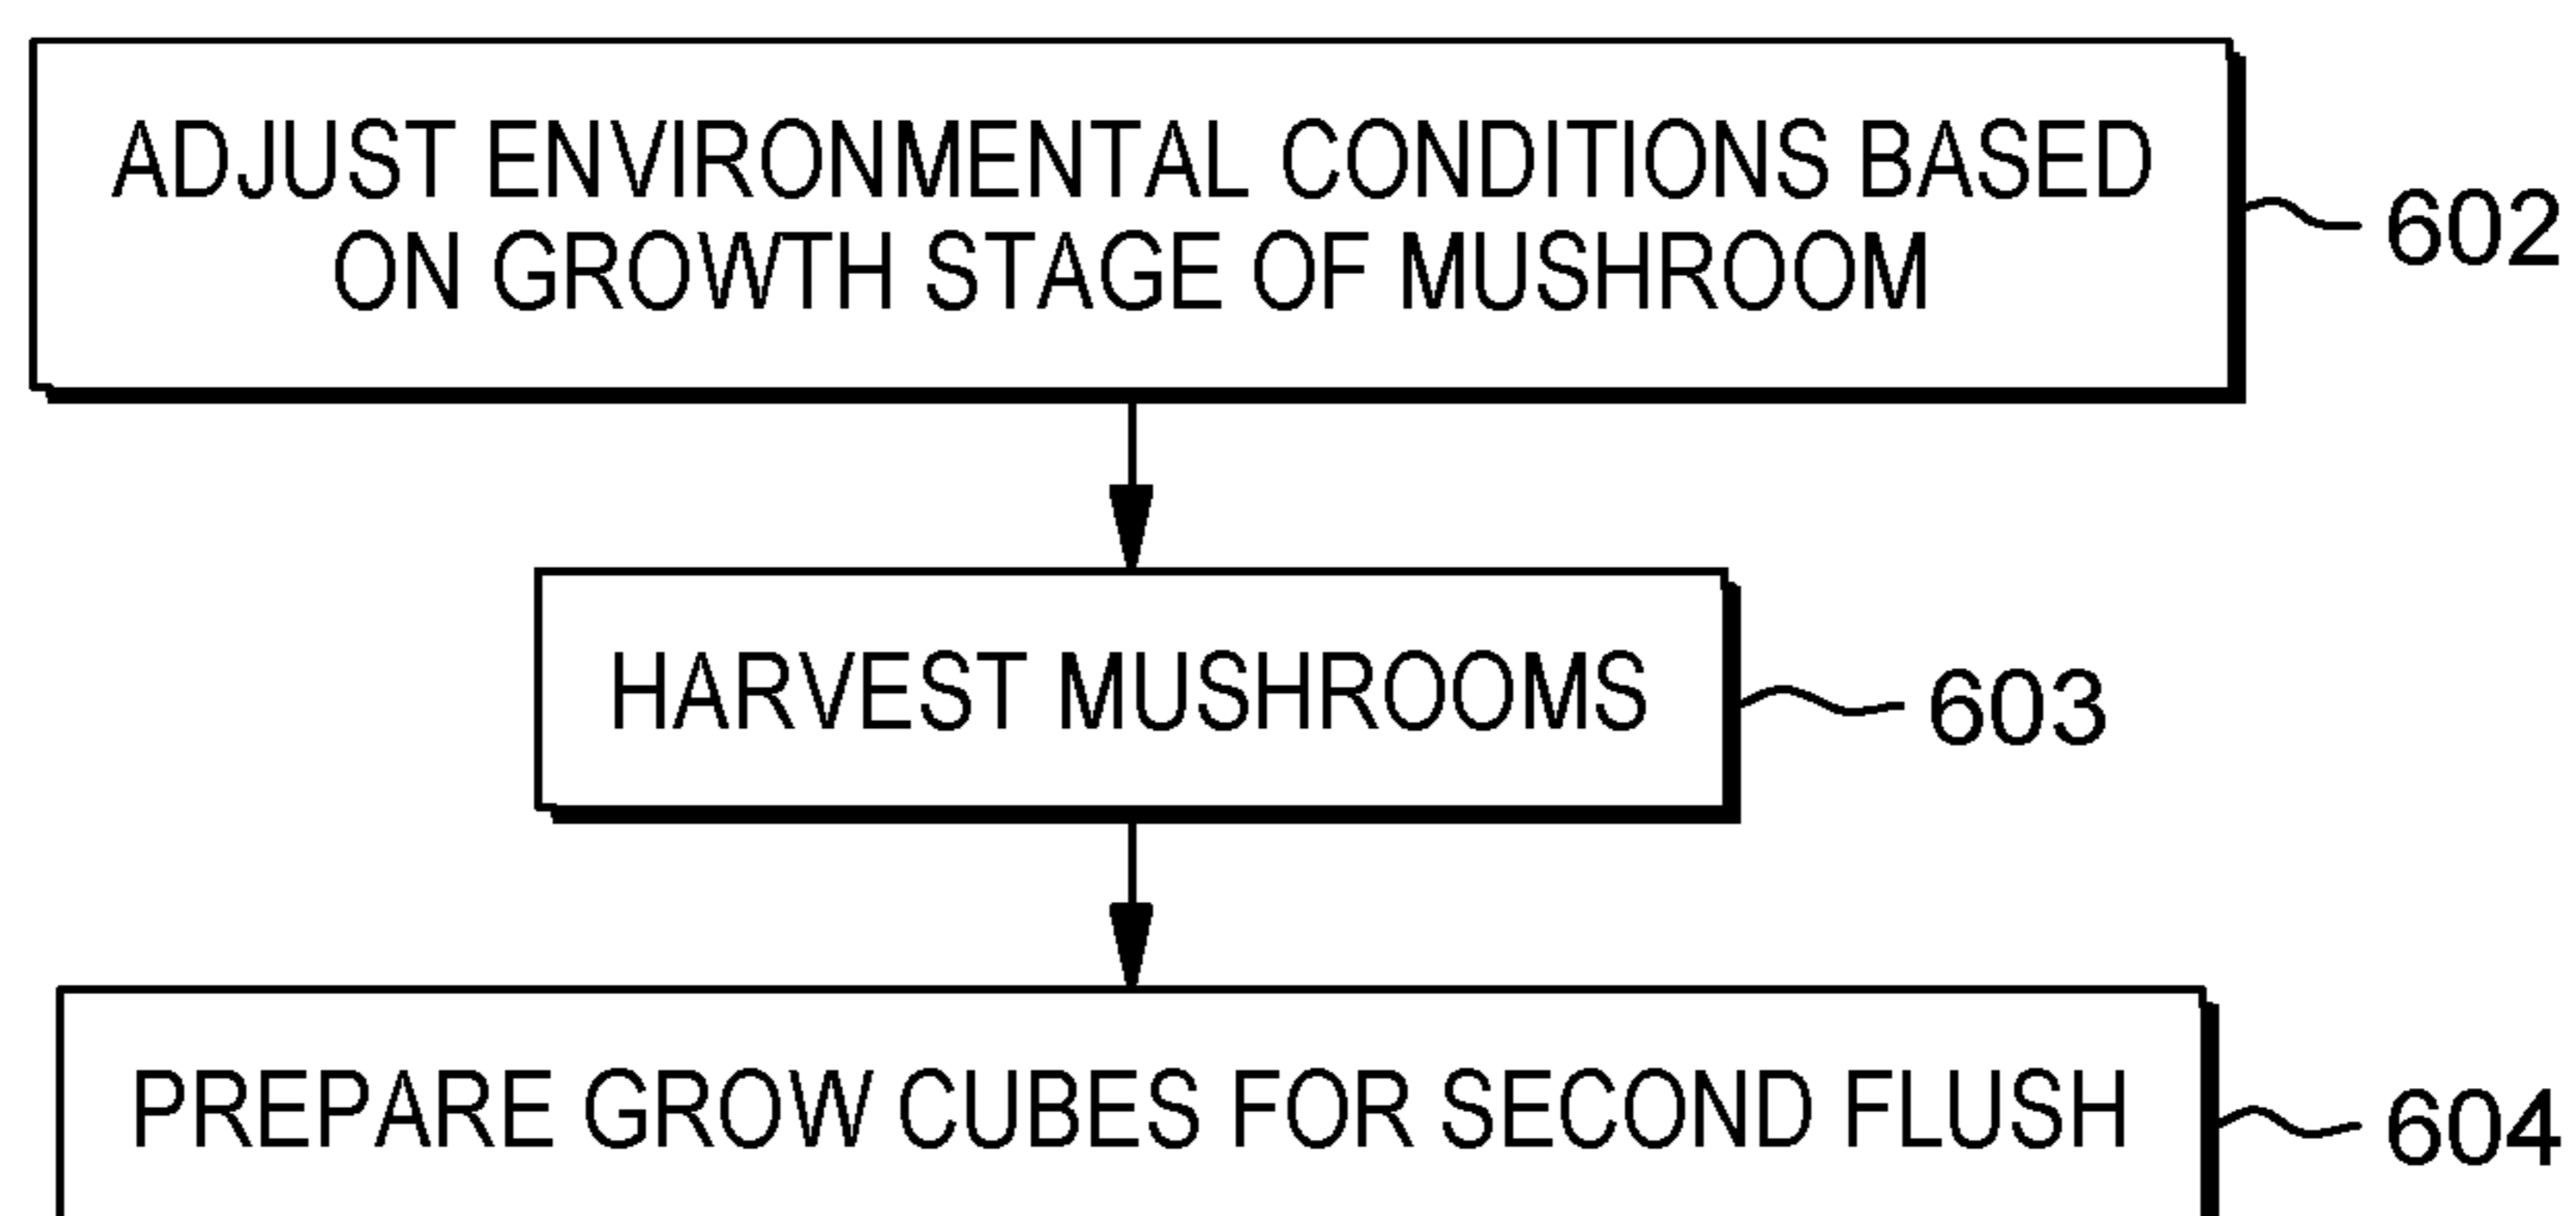 ADJUST ENVIRONMENTAL CONDITIONS BASED
ON GROWTH STAGE OF MUSHROOM
602
HARVEST MUSHROOMS
603
PREPARE GROW CUBES FOR SECOND FLUSH
604